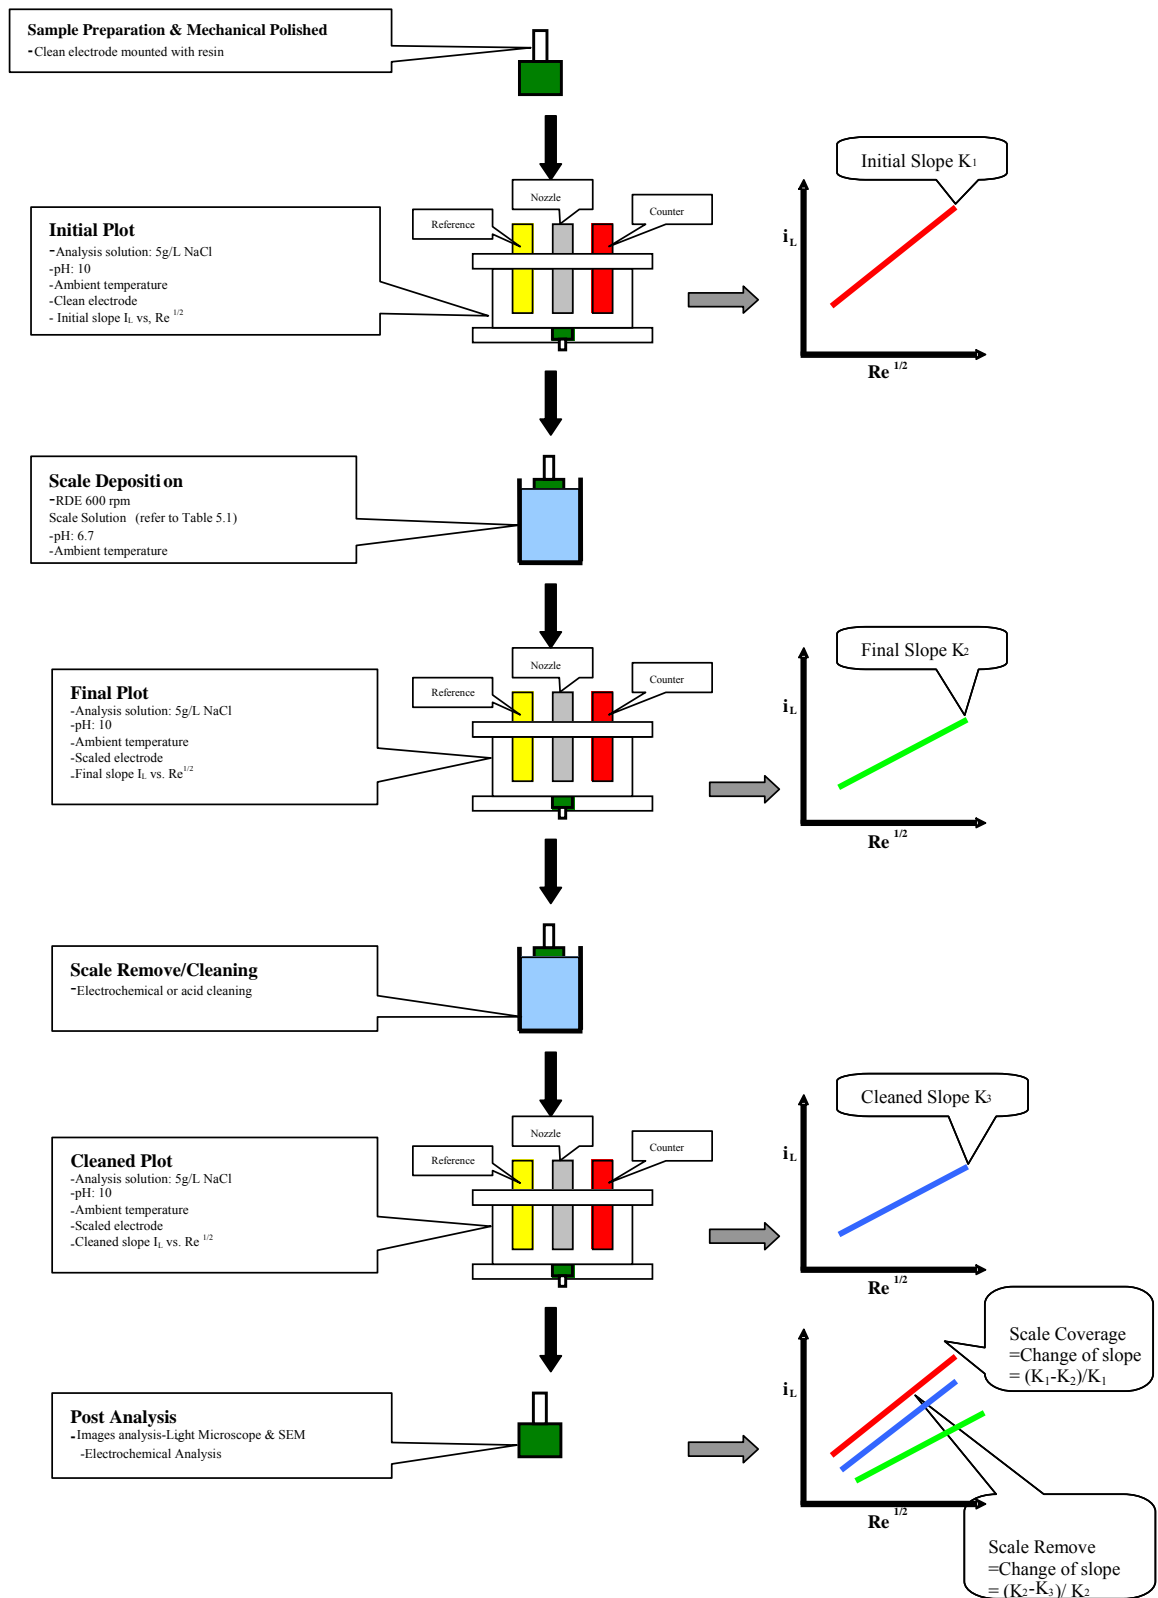 Sample Preparation & Mechanical Polished
-Clean electrode mounted with resin
Initial Slope K1
Nozzle
Reference
Counter
Initial Plot
-Analysis solution: 5g/L NaCl
-pH: 10
-Ambient temperature
-Clean electrode
- Initial slope IL vs, Re 1/2
iL
Re 1/2
Scale Deposition
-RDE 600 rpm
Scale Solution (refer to Table 5.1)
-pH: 6.7
-Ambient temperature
Final Slope K2
Nozzle
Reference
Counter
Final Plot
-Analysis solution: 5g/L NaCl
-pH: 10
-Ambient temperature
-Scaled electrode
-Final slope IL vs. Re1/2
iL
Re 1/2
Scale Remove/Cleaning
-Electrochemical or acid cleaning
Cleaned Slope K3
Nozzle
Reference
Counter
Cleaned Plot
-Analysis solution: 5g/L NaCl
-pH: 10
-Ambient temperature
-Scaled electrode
-Cleaned slope IL vs. Re 1/2
iL
Re 1/2
Scale Coverage
=Change of slope
= (K1-K2)/K1
iL
Post Analysis
-Images analysis-Light Microscope & SEM
-Electrochemical Analysis
Re 1/2
Scale Remove
=Change of slope
= (K2-K3)/ K2